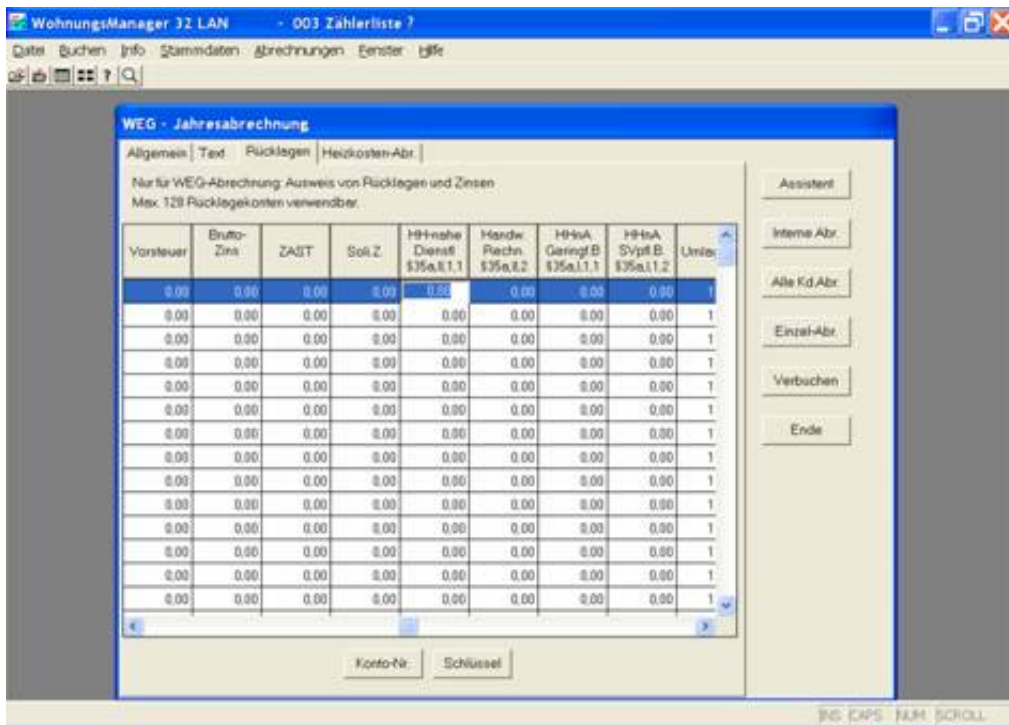 WohnungsManager 32 LAN - 003 Zählerliste ?
Datei Buchen Info Stammdaten Abrechnungen Fenster Hilfe
?
WEG - Jahresabrechnung
Allgemein Text Rücklagen Heizkosten-Abr.
Nur für WEG-Abrechnung: Ausweis von Rücklagen und Zinsen
Max. 128 Rücklagekonten verwendbar.
Vorsteuer Brutto-Zins ZAST Soli.Z. HH-nahe Dienstl §35a,II,1,1 Handw. Rechn. §35a,II,2 HHnA Geringf.B §35a,I,1,1 HHnA SVpfl.B. §35a,I,1,2 Umlag
0,00 0,00 0,00 0,00 0,00 0,00 0,00 0,00 1
0,00 0,00 0,00 0,00 0,00 0,00 0,00 0,00 1
0,00 0,00 0,00 0,00 0,00 0,00 0,00 0,00 1
0,00 0,00 0,00 0,00 0,00 0,00 0,00 0,00 1
0,00 0,00 0,00 0,00 0,00 0,00 0,00 0,00 1
0,00 0,00 0,00 0,00 0,00 0,00 0,00 0,00 1
0,00 0,00 0,00 0,00 0,00 0,00 0,00 0,00 1
0,00 0,00 0,00 0,00 0,00 0,00 0,00 0,00 1
0,00 0,00 0,00 0,00 0,00 0,00 0,00 0,00 1
0,00 0,00 0,00 0,00 0,00 0,00 0,00 0,00 1
0,00 0,00 0,00 0,00 0,00 0,00 0,00 0,00 1
0,00 0,00 0,00 0,00 0,00 0,00 0,00 0,00 1
0,00 0,00 0,00 0,00 0,00 0,00 0,00 0,00 1
0,00 0,00 0,00 0,00 0,00 0,00 0,00 0,00 1
Konto-Nr. Schlüssel
Assistent
Interne Abr.
Alle Kd.Abr.
Einzel-Abr.
Verbuchen
Ende
INS CAPS NUM SCROLL